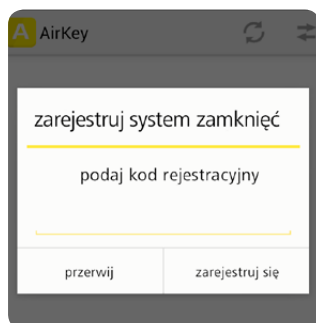 A AirKey
zarejestruj system zamknięć
podaj kod rejestracyjny
przerwij
zarejestruj się